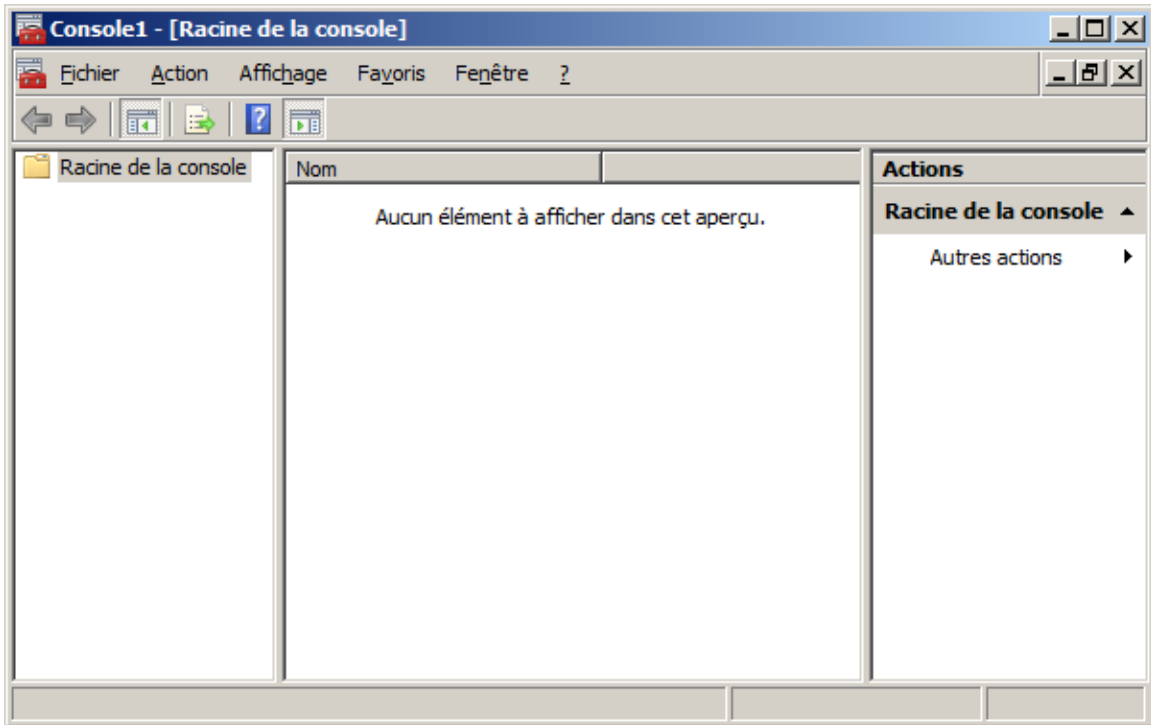 Console1 - [Racine de la console]
Fichier Action Affichage Favoris Fenêtre ?
Racine de la console
Nom
Aucun élément à afficher dans cet aperçu.
Actions
Racine de la console
Autres actions